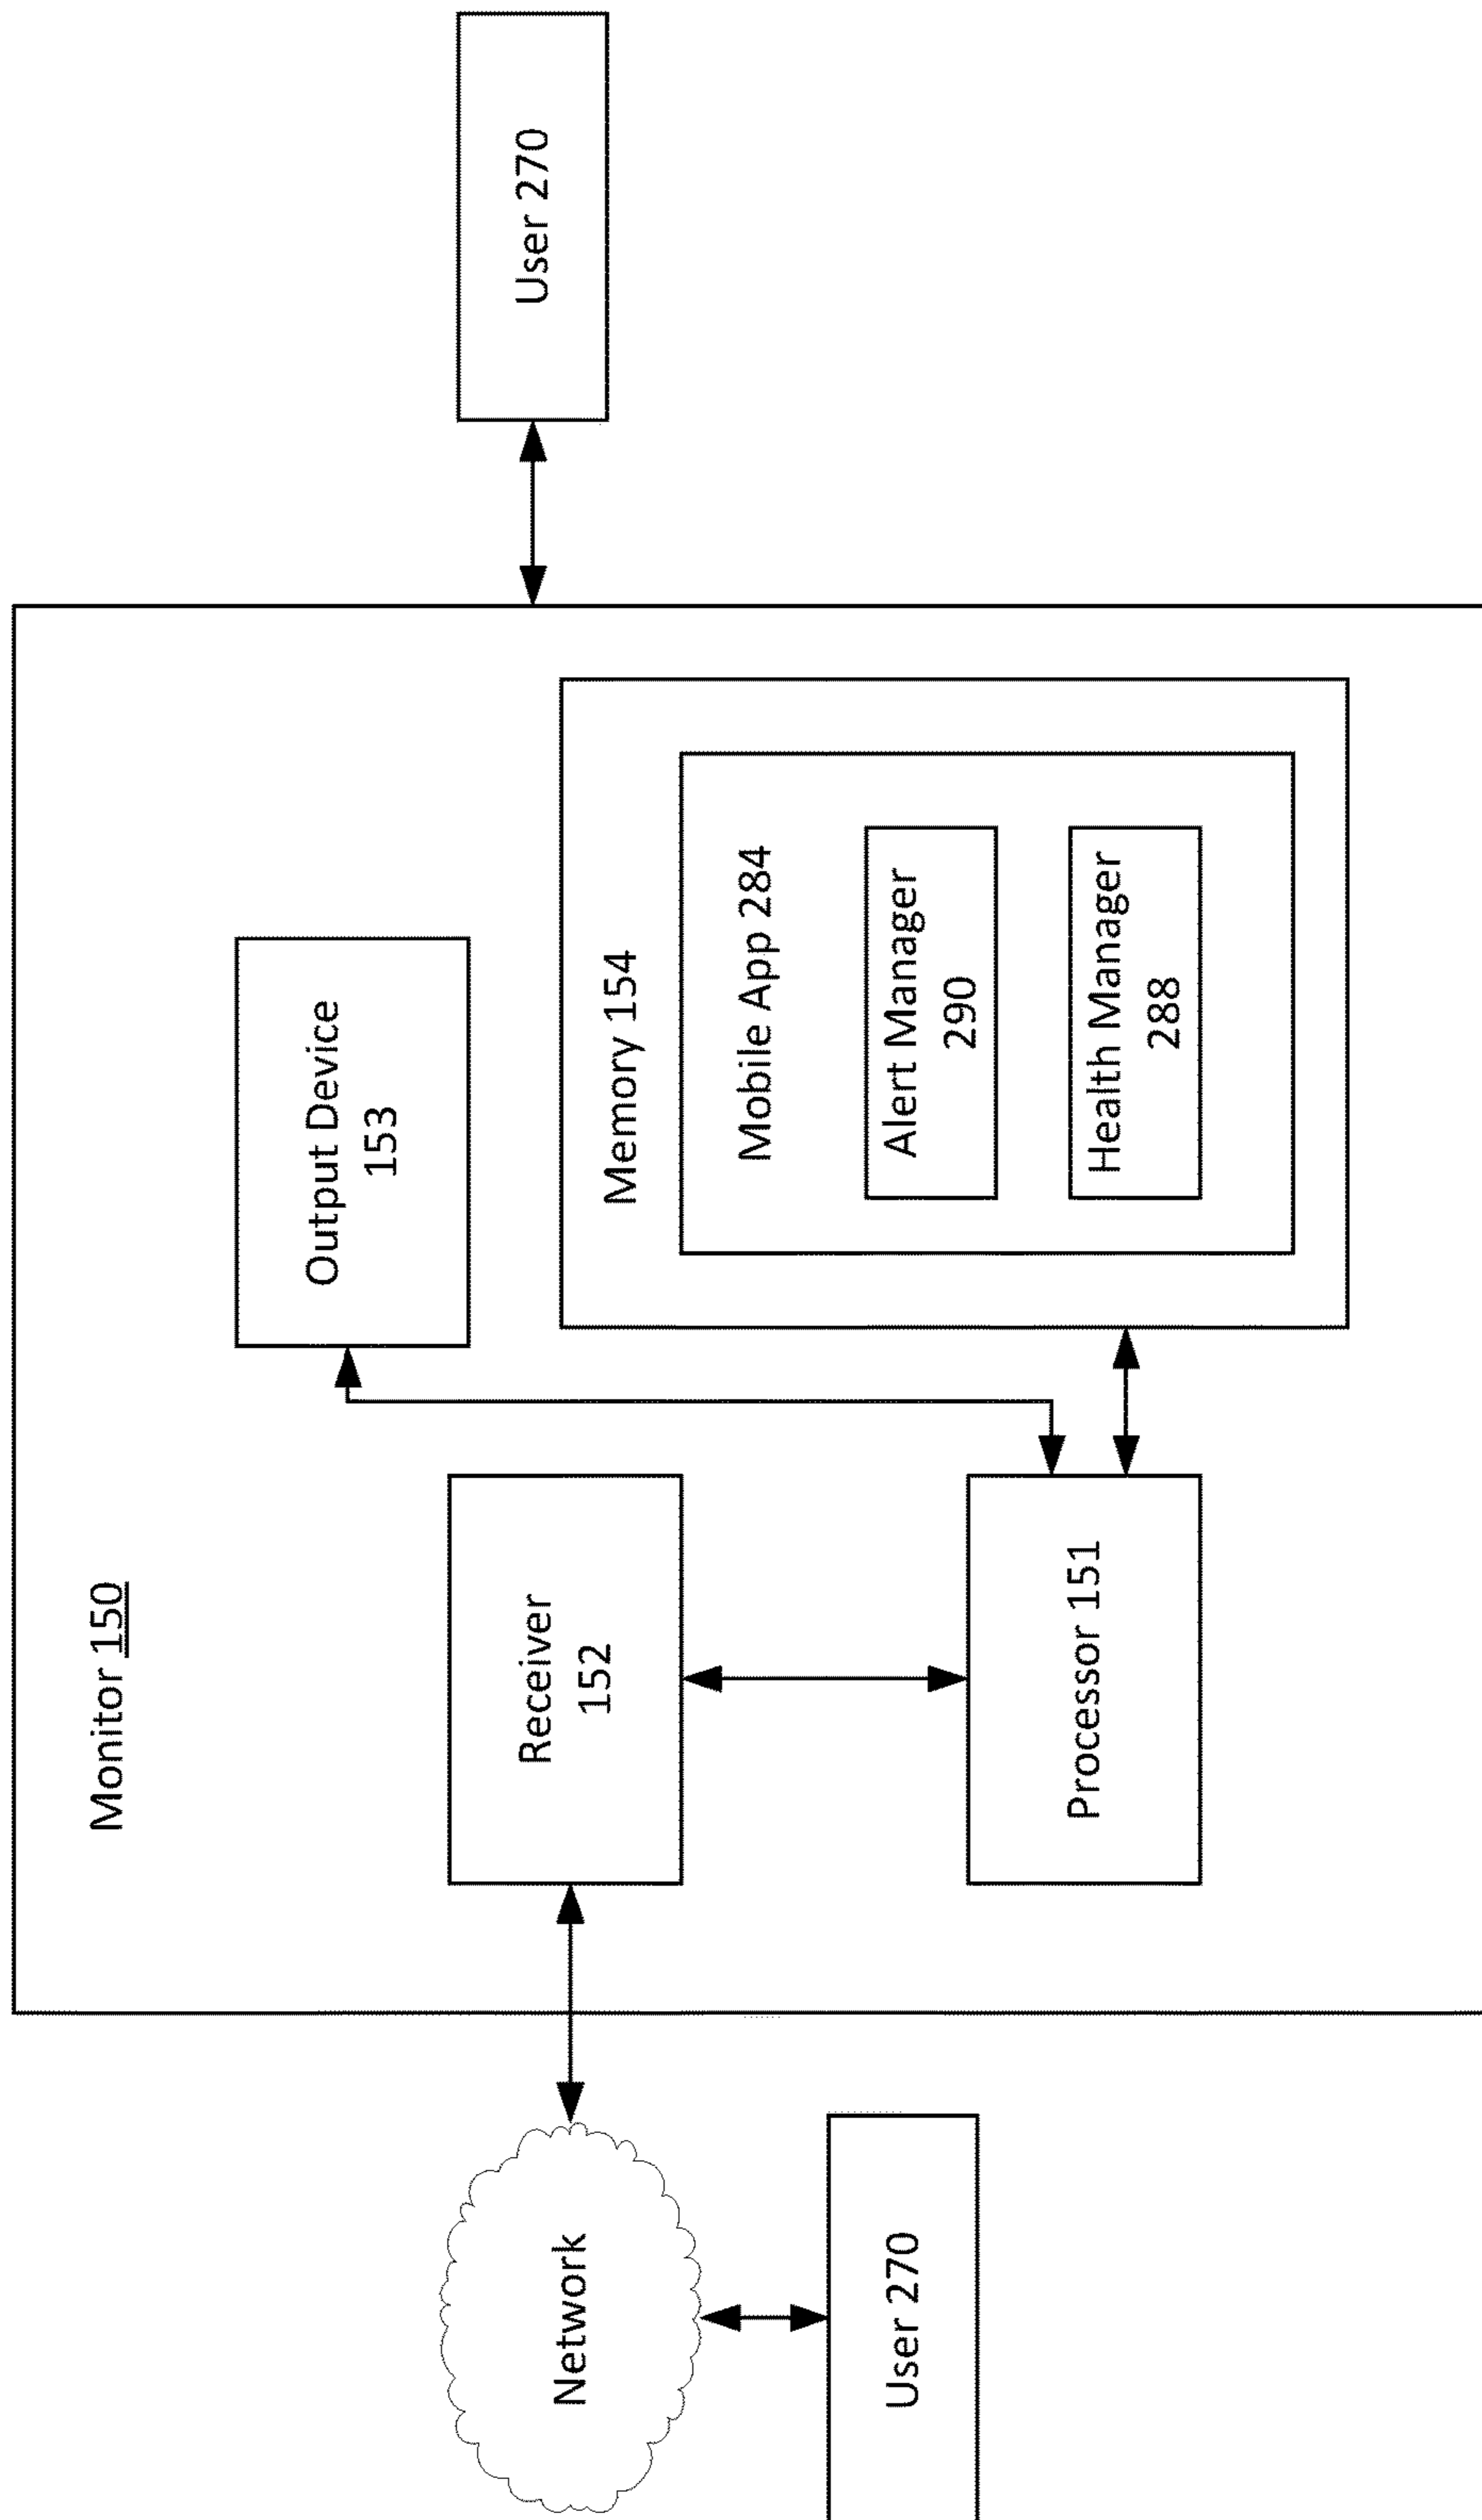 Monitor 150
Network
User 270
Receiver
152
Processor 151
Output Device
153
Memory 154
Mobile App 284
Alert Manager
290
Health Manager
288
User 270